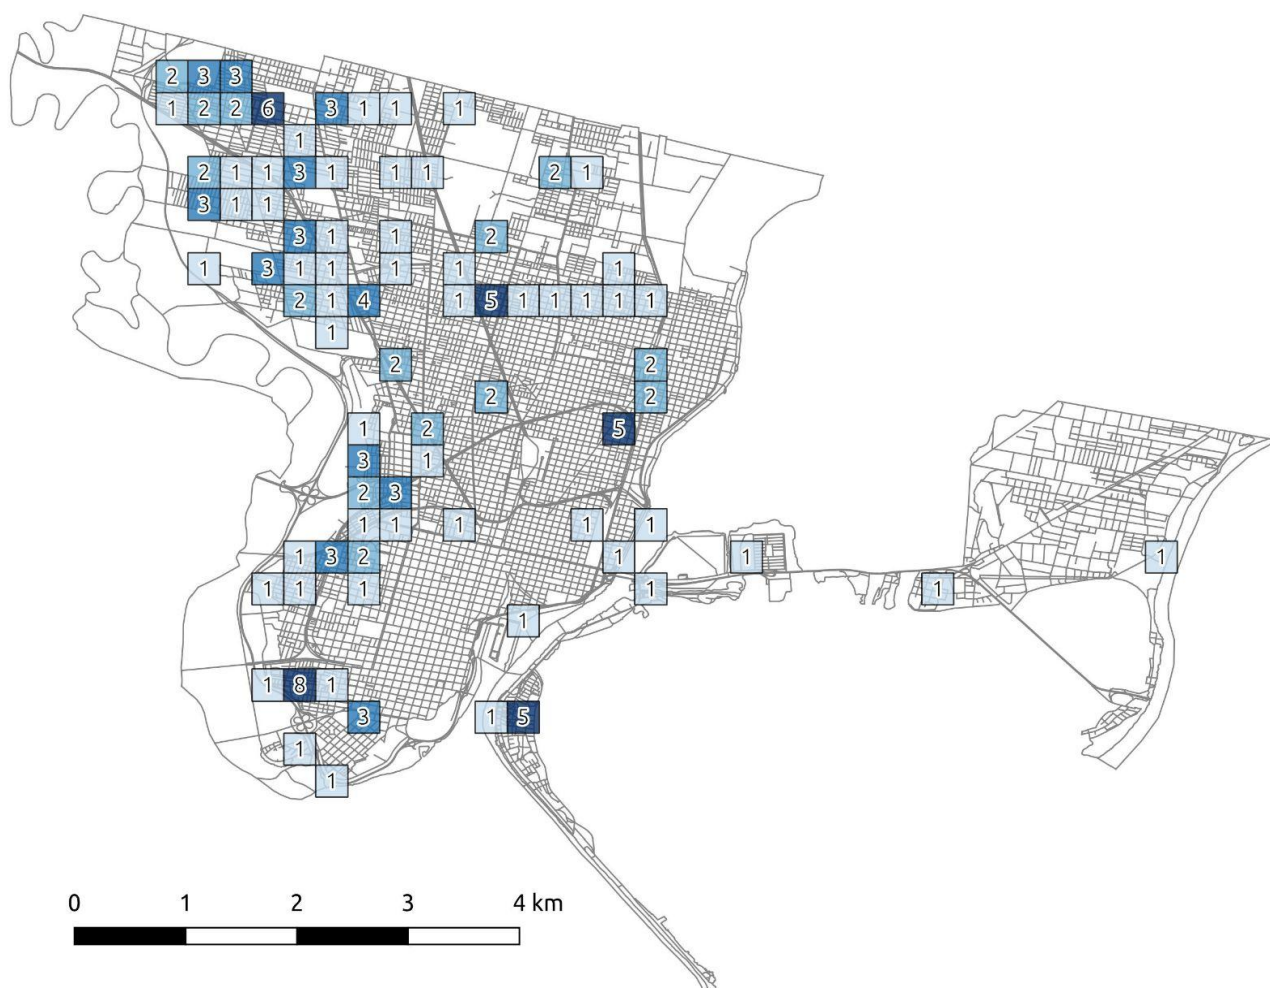 2 3 3
1 2 2 6 3 1 1 1
1
2 1 1 3 1 1 1 2 1
3 1 1
3 1 1 2
1 3 1 1 1 1 1
2 1 4 1 5 1 1 1 1 1
1
2 2
2 2
1 2 5
3 1
2 3
1 1 1 1 1
1 3 2 1 1 1
1 1 1 1 1
1
1 8 1
3 1 5
1
1
0 1 2 3 4 km